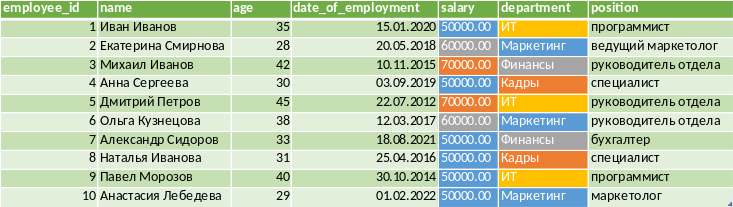 employee_id name age date_of_employment salary department position
1 Иван Иванов 35 15.01.2020 50000.00 ИТ программист
2 Екатерина Смирнова 28 20.05.2018 60000.00 Маркетинг ведущий маркетолог
3 Михаил Иванов 42 10.11.2015 70000.00 Финансы руководитель отдела
4 Анна Сергеева 30 03.09.2019 50000.00 Кадры специалист
5 Дмитрий Петров 45 22.07.2012 70000.00 ИТ руководитель отдела
6 Ольга Кузнецова 38 12.03.2017 60000.00 Маркетинг руководитель отдела
7 Александр Сидоров 33 18.08.2021 50000.00 Финансы бухгалтер
8 Наталья Иванова 31 25.04.2016 50000.00 Кадры специалист
9 Павел Морозов 40 30.10.2014 50000.00 ИТ программист
10 Анастасия Лебедева 29 01.02.2022 50000.00 Маркетинг маркетолог